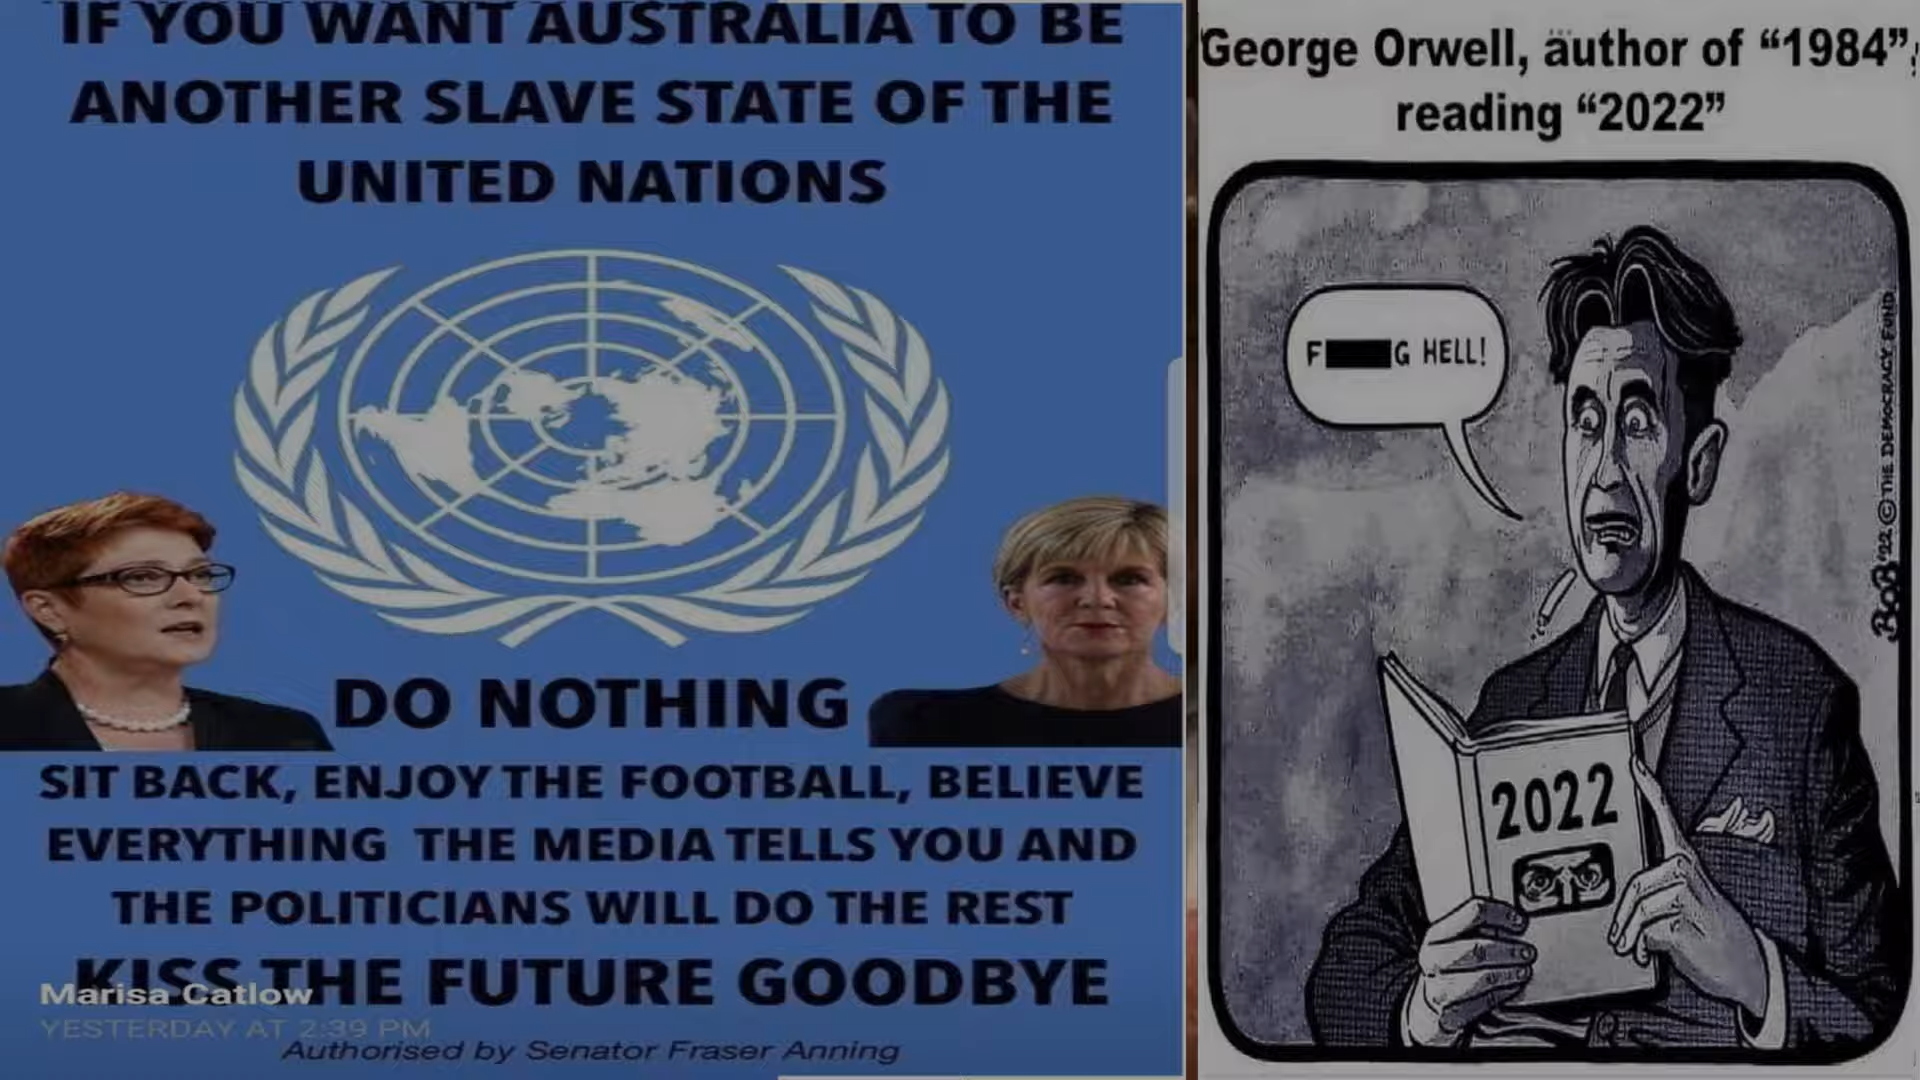 IF YOU WANT AUSTRALIA TO BE
ANOTHER SLAVE STATE OF THE
UNITED NATIONS
DO NOTHING
SIT BACK, ENJOY THE FOOTBALL, BELIEVE
EVERYTHING THE MEDIA TELLS YOU AND
THE POLITICIANS WILL DO THE REST
KISS THE FUTURE GOODBYE
Marisa Catlow
YESTERDAY AT 2:39 PM
Authorised by Senator Fraser Anning
George Orwell, author of “1984”,
reading “2022”
F G HELL!
2022
BOB '22 © THE DEMOCRACY FUND